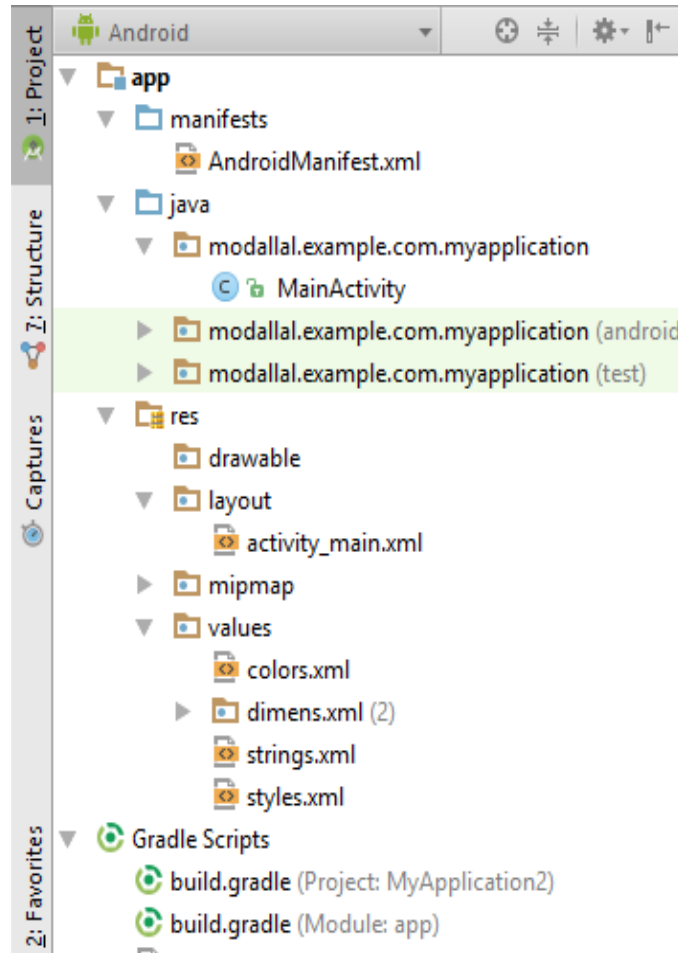 Android
1: Project
7: Structure
Captures
2: Favorites
app
manifests
AndroidManifest.xml
java
modallal.example.com.myapplication
MainActivity
modallal.example.com.myapplication (android
modallal.example.com.myapplication (test)
res
drawable
layout
activity_main.xml
mipmap
values
colors.xml
dimens.xml (2)
strings.xml
styles.xml
Gradle Scripts
build.gradle (Project: MyApplication2)
build.gradle (Module: app)